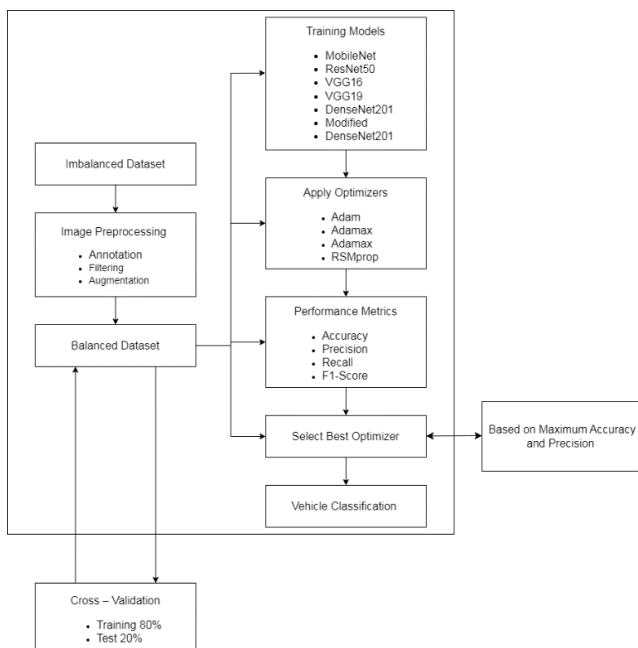 Training Models
• MobileNet
• ResNet50
• VGG16
• VGG19
• DenseNet201
• Modified
• DenseNet201
Imbalanced Dataset
Image Preprocessing
• Annotation
• Filtering
• Augmentation
Balanced Dataset
Apply Optimizers
• Adam
• Adamax
• Adamax
• RSMprop
Performance Metrics
• Accuracy
• Precision
• Recall
• F1-Score
Select Best Optimizer
Based on Maximum Accuracy
and Precision
Vehicle Classification
Cross – Validation
• Training 80%
• Test 20%